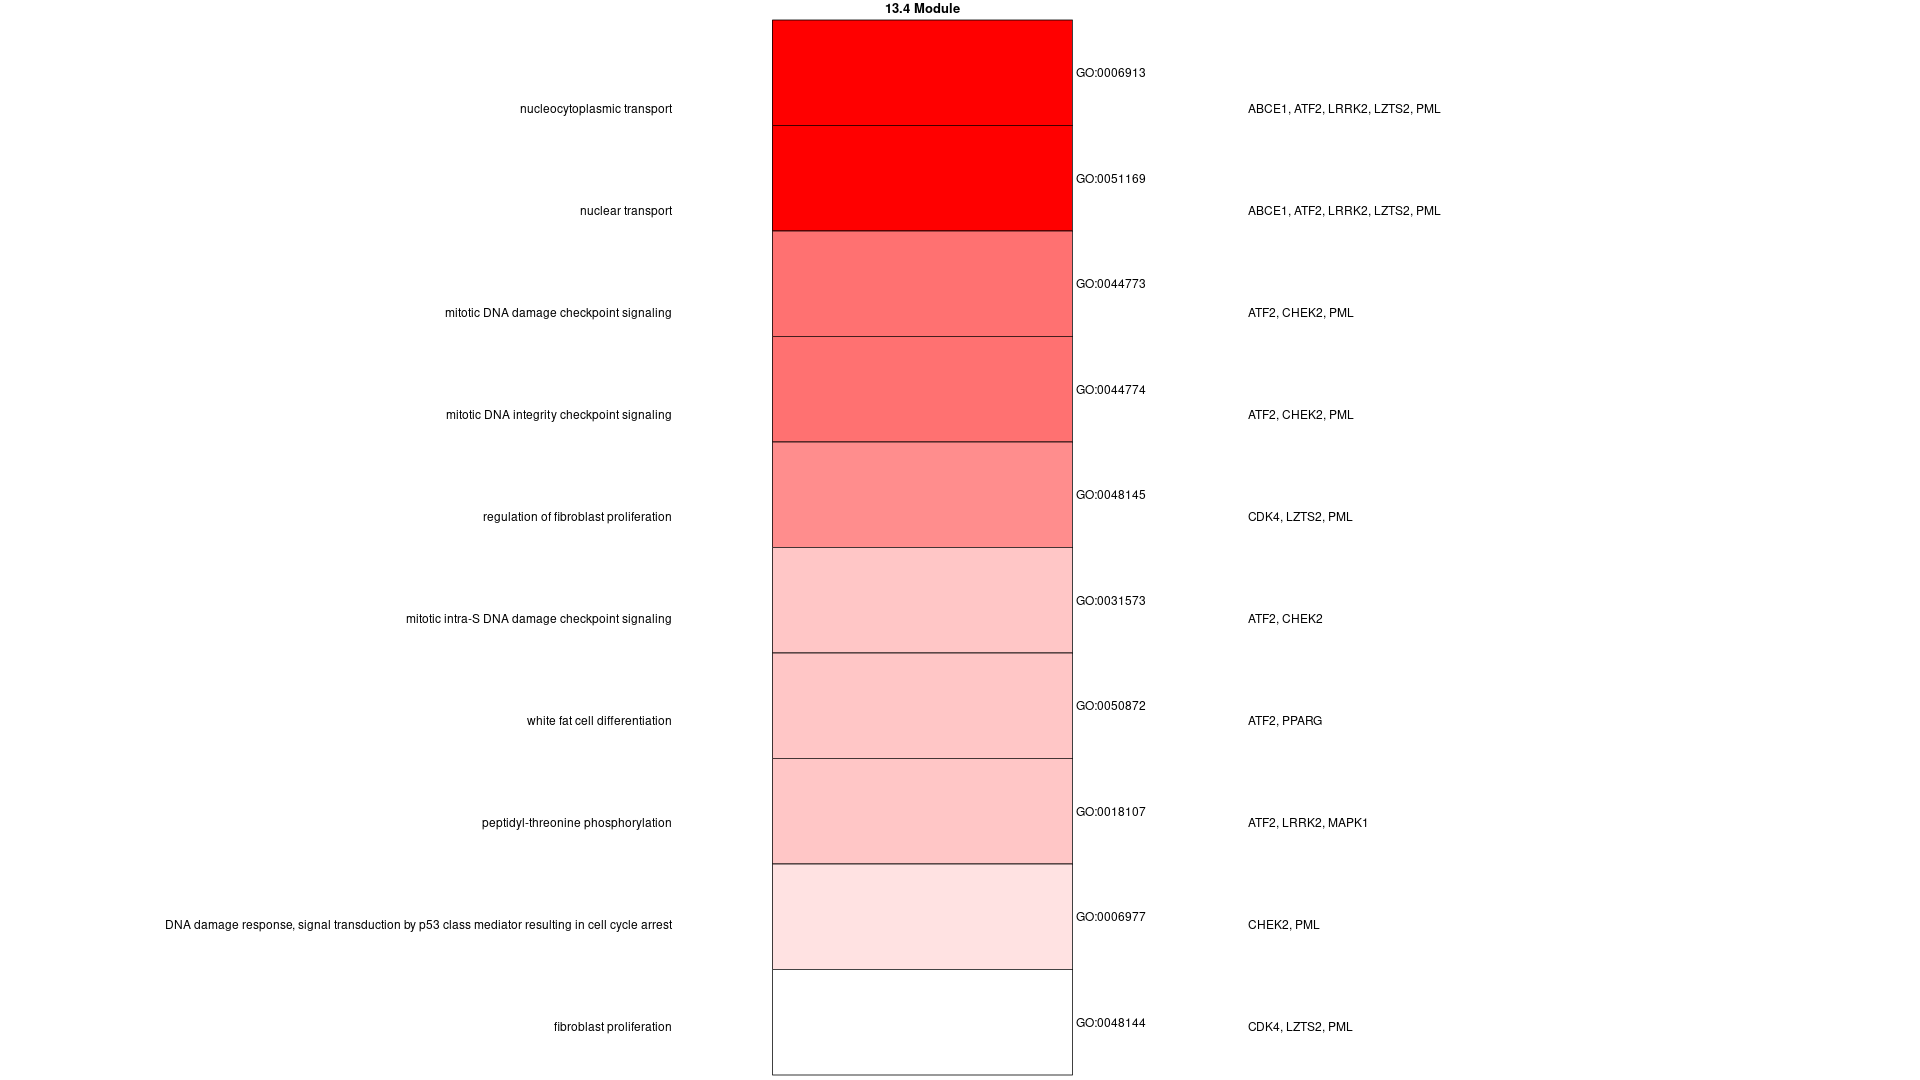 13.4 Module
GO:0006913
nucleocytoplasmic transport
ABCE1, ATF2, LRRK2, LZTS2, PML
GO:0051169
nuclear transport
ABCE1, ATF2, LRRK2, LZTS2, PML
GO:0044773
mitotic DNA damage checkpoint signaling
ATF2, CHEK2, PML
GO:0044774
mitotic DNA integrity checkpoint signaling
ATF2, CHEK2, PML
GO:0048145
regulation of fibroblast proliferation
CDK4, LZTS2, PML
GO:0031573
mitotic intra-S DNA damage checkpoint signaling
ATF2, CHEK2
GO:0050872
white fat cell differentiation
ATF2, PPARG
GO:0018107
peptidyl-threonine phosphorylation
ATF2, LRRK2, MAPK1
GO:0006977
DNA damage response, signal transduction by p53 class mediator resulting in cell cycle arrest
CHEK2, PML
GO:0048144
fibroblast proliferation
CDK4, LZTS2, PML